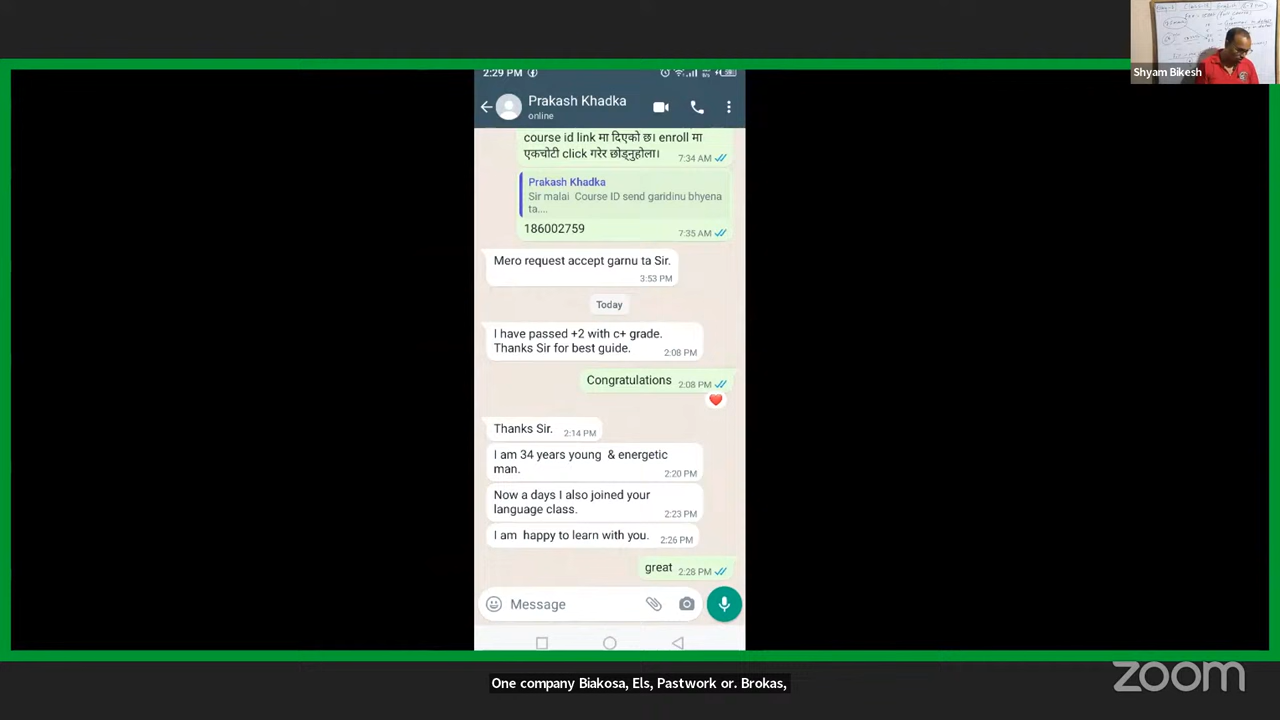 Shyam Bikesh
2:29 PM
Prakash Khadka
online
course id link मा दिएको छ। enroll मा
एकचोटी click गरेर छोड्नुहोला।
7:34 AM
Prakash Khadka
Sir malai Course ID send garidinu bhyena
ta....
186002759
7:35 AM
Mero request accept garnu ta Sir.
3:53 PM
Today
I have passed +2 with c+ grade.
Thanks Sir for best guide.
2:08 PM
Congratulations 2:08 PM
Thanks Sir. 2:14 PM
I am 34 years young & energetic
man.
2:20 PM
Now a days I also joined your
language class.
2:23 PM
I am happy to learn with you. 2:26 PM
great 2:28 PM
Message
One company Biakosa, Els, Pastwork or. Brokas,
zoom